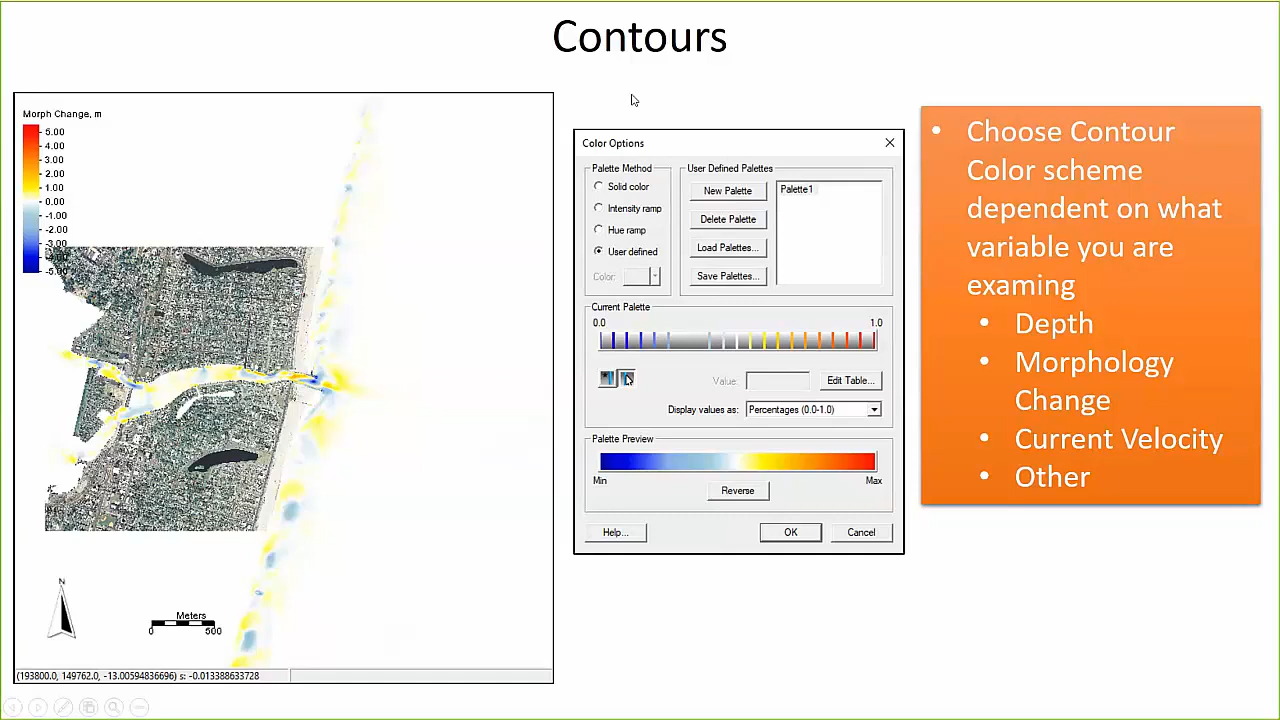 Contours
Morph Change, m
5.00
4.00
3.00
2.00
1.00
0.00
-1.00
-2.00
-3.00
-5.00
N
Meters
0 500
(193800.0, 149762.0, -13.00594836696) s: -0.013388633728
Color Options
Palette Method
Solid color
Intensity ramp
Hue ramp
User defined
Color:
User Defined Palettes
New Palette
Delete Palette
Load Palettes...
Save Palettes...
Palette1
Current Palette
0.0 1.0
Value:
Edit Table...
Display values as: Percentages (0.0-1.0)
Palette Preview
Min Max
Reverse
Help... OK Cancel
• Choose Contour
Color scheme
dependent on what
variable you are
examing
• Depth
• Morphology
Change
• Current Velocity
• Other